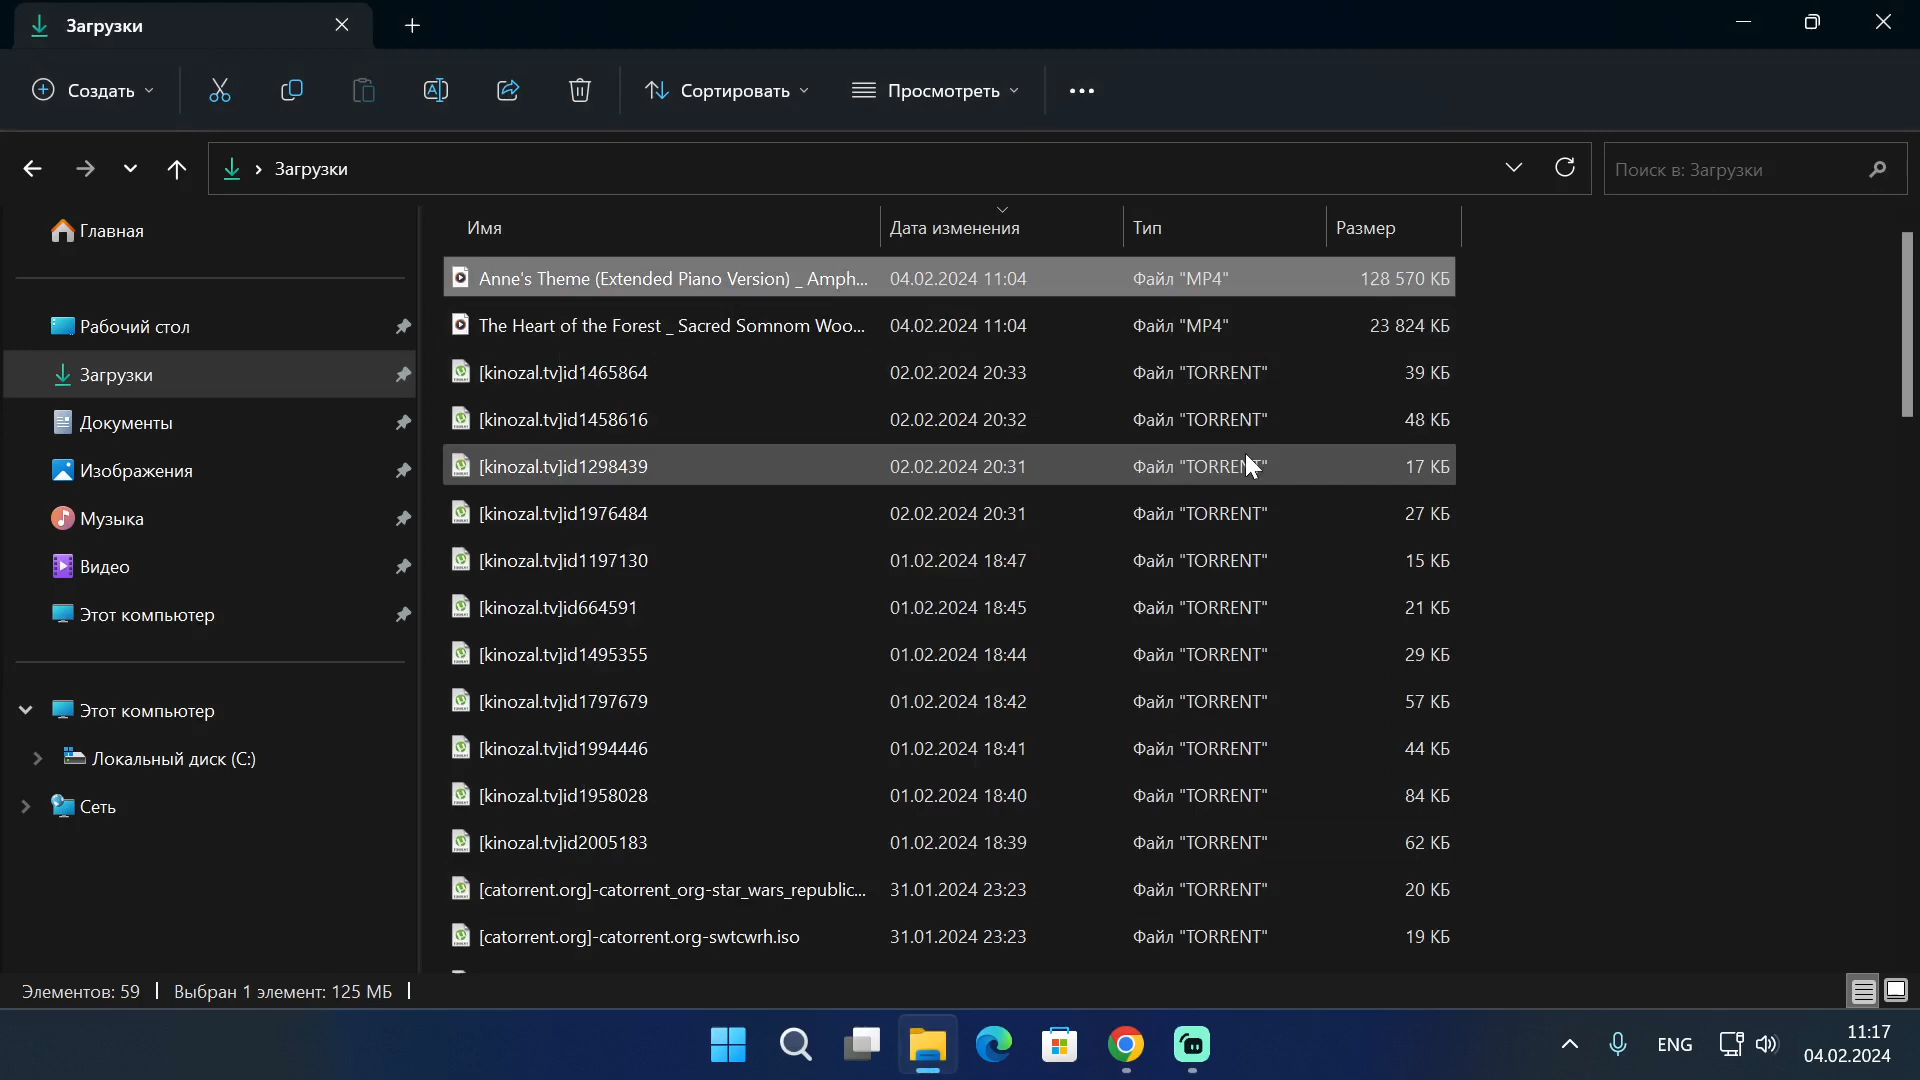 Загрузки
Создать
Сортировать
Просмотреть
Загрузки
Поиск в: Загрузки
Главная
Рабочий стол
Загрузки
Документы
Изображения
Музыка
Видео
Этот компьютер
Этот компьютер
Локальный диск (C:)
Сеть
Имя Дата изменения Тип Размер
Anne's Theme (Extended Piano Version) _ Amph... 04.02.2024 11:04 Файл "MP4" 128 570 КБ
The Heart of the Forest _ Sacred Somnom Woo... 04.02.2024 11:04 Файл "MP4" 23 824 КБ
[kinozal.tv]id1465864 02.02.2024 20:33 Файл "TORRENT" 39 КБ
[kinozal.tv]id1458616 02.02.2024 20:32 Файл "TORRENT" 48 КБ
[kinozal.tv]id1298439 02.02.2024 20:31 Файл "TORRENT" 17 КБ
[kinozal.tv]id1976484 02.02.2024 20:31 Файл "TORRENT" 27 КБ
[kinozal.tv]id1197130 01.02.2024 18:47 Файл "TORRENT" 15 КБ
[kinozal.tv]id664591 01.02.2024 18:45 Файл "TORRENT" 21 КБ
[kinozal.tv]id1495355 01.02.2024 18:44 Файл "TORRENT" 29 КБ
[kinozal.tv]id1797679 01.02.2024 18:42 Файл "TORRENT" 57 КБ
[kinozal.tv]id1994446 01.02.2024 18:41 Файл "TORRENT" 44 КБ
[kinozal.tv]id1958028 01.02.2024 18:40 Файл "TORRENT" 84 КБ
[kinozal.tv]id2005183 01.02.2024 18:39 Файл "TORRENT" 62 КБ
[catorrent.org]-catorrent_org-star_wars_republic... 31.01.2024 23:23 Файл "TORRENT" 20 КБ
[catorrent.org]-catorrent.org-swtcwrh.iso 31.01.2024 23:23 Файл "TORRENT" 19 КБ
Элементов: 59 Выбран 1 элемент: 125 МБ
ENG
11:17
04.02.2024